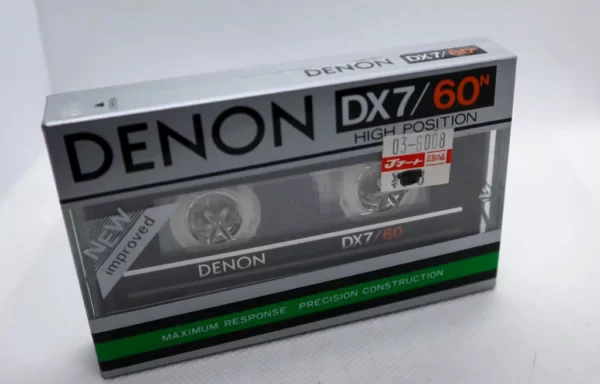 DENON DX7/60N
DENON DX7/60N
HIGH POSITION
03-6008
NEW
improved
DENON DX7/60
MAXIMUM RESPONSE PRECISION CONSTRUCTION